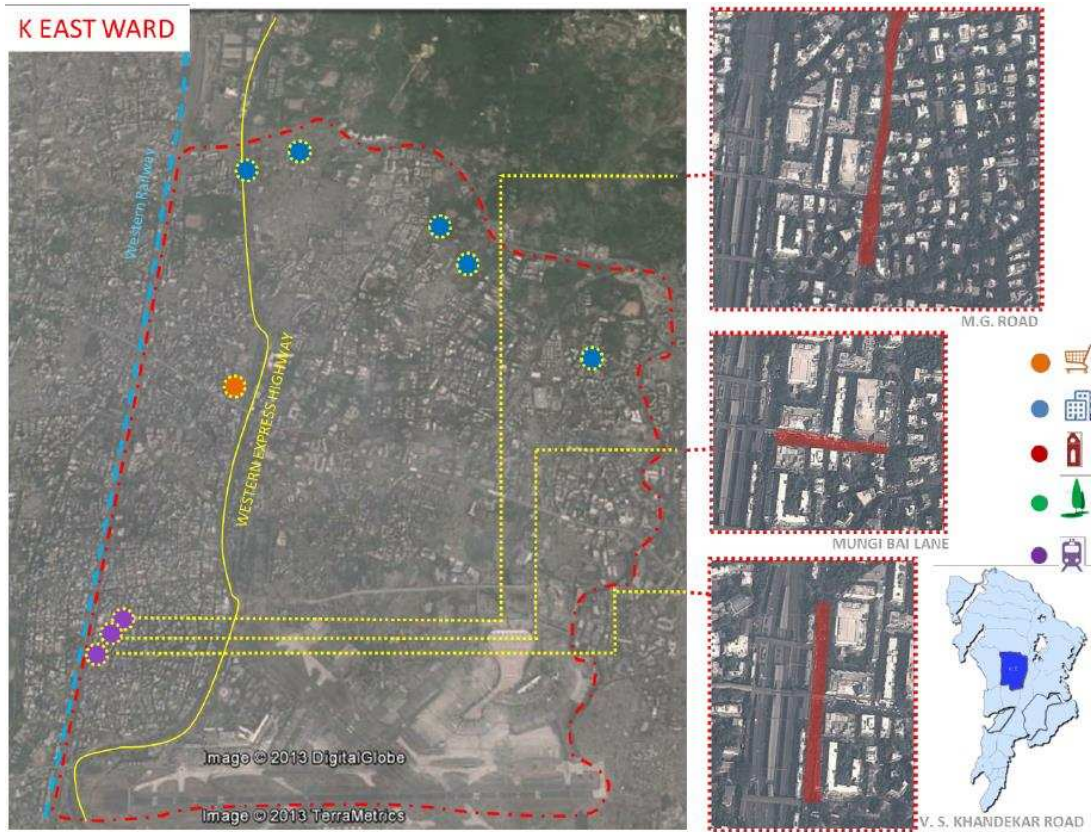 K EAST WARD
Western Railway
WESTERN EXPRESS HIGHWAY
Image © 2013 DigitalGlobe
Image © 2013 TerraMetrics
M.G. ROAD
MUNGI BAI LANE
V. S. KHANDEKAR ROAD